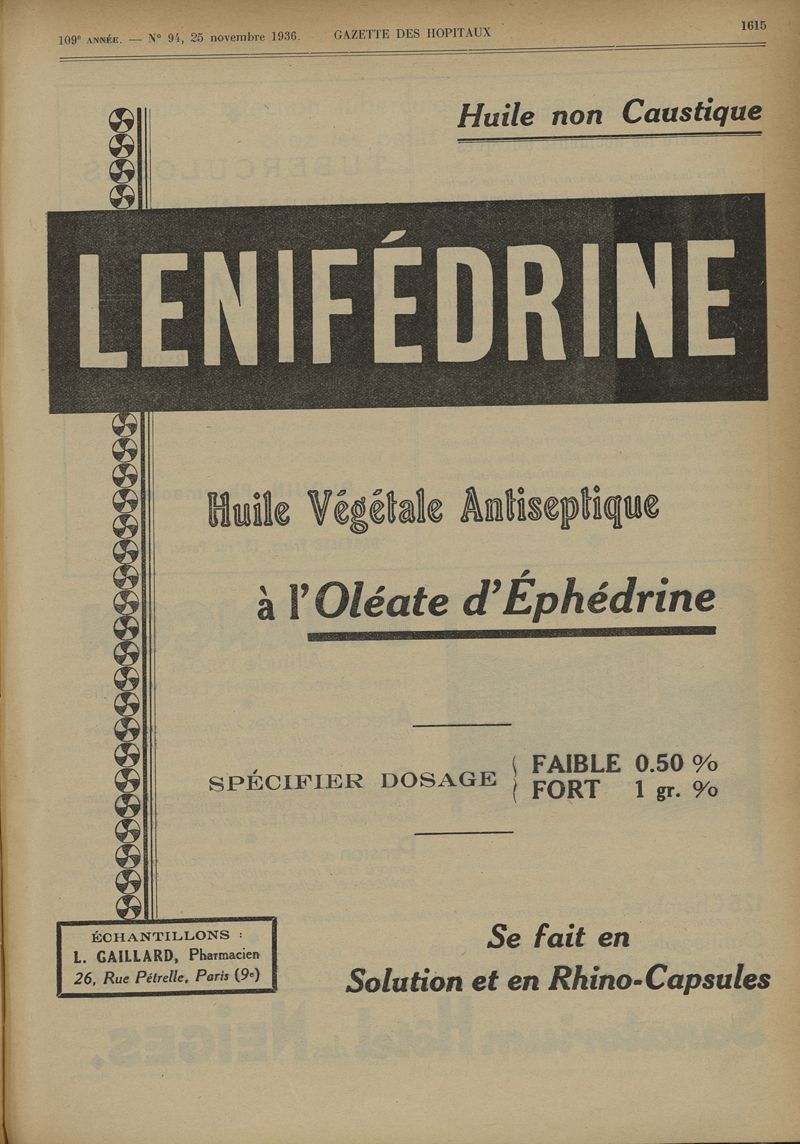 109e ANNÉE. — N° 94, 25 novembre 1936. GAZETTE DES HOPITAUX 1615
Huile non Caustique
LENIFÉDRINE
Huile Végétale Antiseptique
à l'Oléate d'Éphédrine
SPÉCIFIER DOSAGE { FAIBLE 0.50 %
FORT 1 gr. %
ÉCHANTILLONS :
L. GAILLARD, Pharmacien
26, Rue Pétrelle, Paris (9e)
Se fait en
Solution et en Rhino-Capsules